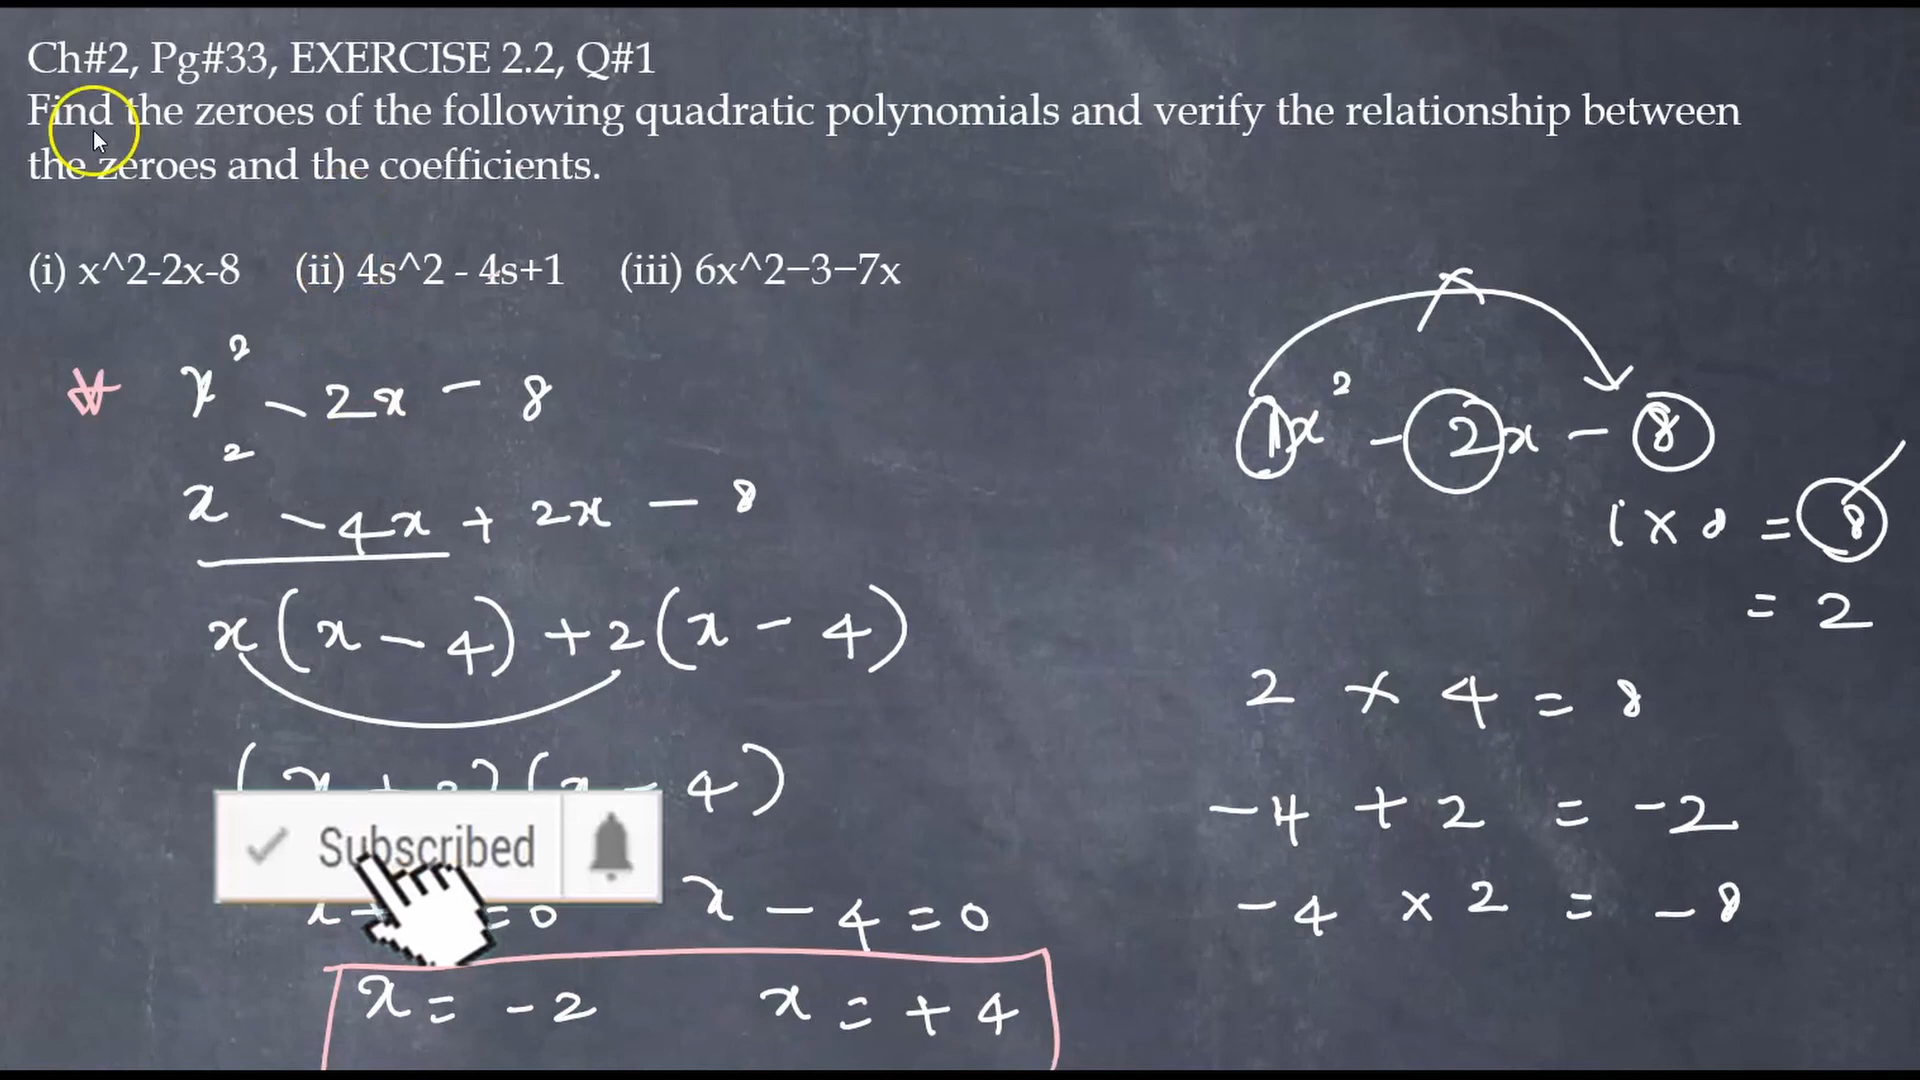 Ch#2, Pg#33, EXERCISE 2.2, Q#1
Find the zeroes of the following quadratic polynomials and verify the relationship between
the zeroes and the coefficients.
(i) x^2-2x-8 (ii) 4s^2 - 4s+1 (iii) 6x^2−3−7x
x² - 2x - 8
x² - 4x + 2x - 8
x(x - 4) + 2(x - 4)
(x + 2)(x - 4)
Subscribed
= 0 x - 4 = 0
x = -2 x = +4
×
1x² - 2x - 8
1 × 8 = 8
= 2
2 × 4 = 8
-4 + 2 = -2
-4 × 2 = -8